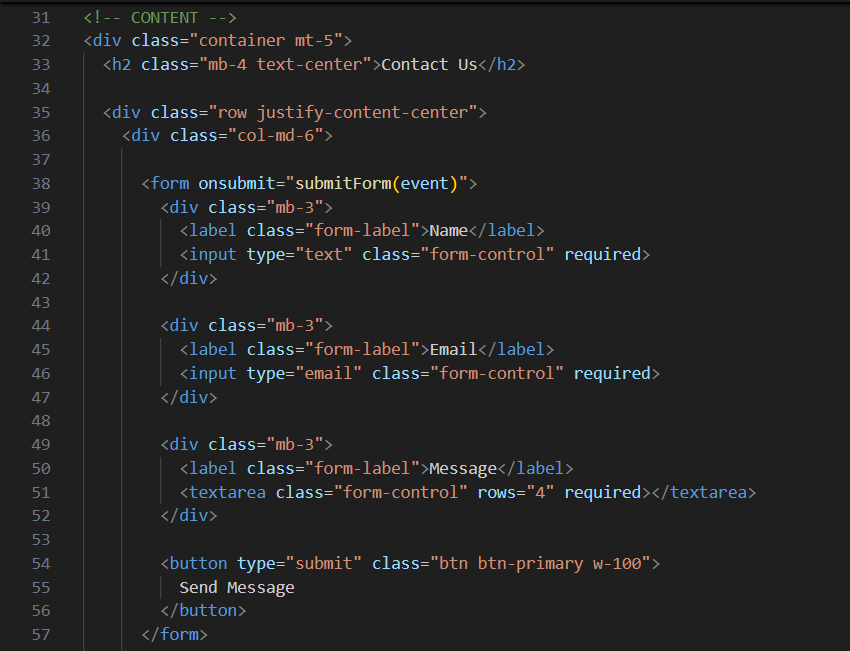 31 <!-- CONTENT -->
32 <div class="container mt-5">
33   <h2 class="mb-4 text-center">Contact Us</h2>
34
35   <div class="row justify-content-center">
36     <div class="col-md-6">
37
38       <form onsubmit="submitForm(event)">
39         <div class="mb-3">
40           <label class="form-label">Name</label>
41           <input type="text" class="form-control" required>
42         </div>
43
44         <div class="mb-3">
45           <label class="form-label">Email</label>
46           <input type="email" class="form-control" required>
47         </div>
48
49         <div class="mb-3">
50           <label class="form-label">Message</label>
51           <textarea class="form-control" rows="4" required></textarea>
52         </div>
53
54         <button type="submit" class="btn btn-primary w-100">
55           Send Message
56         </button>
57       </form>